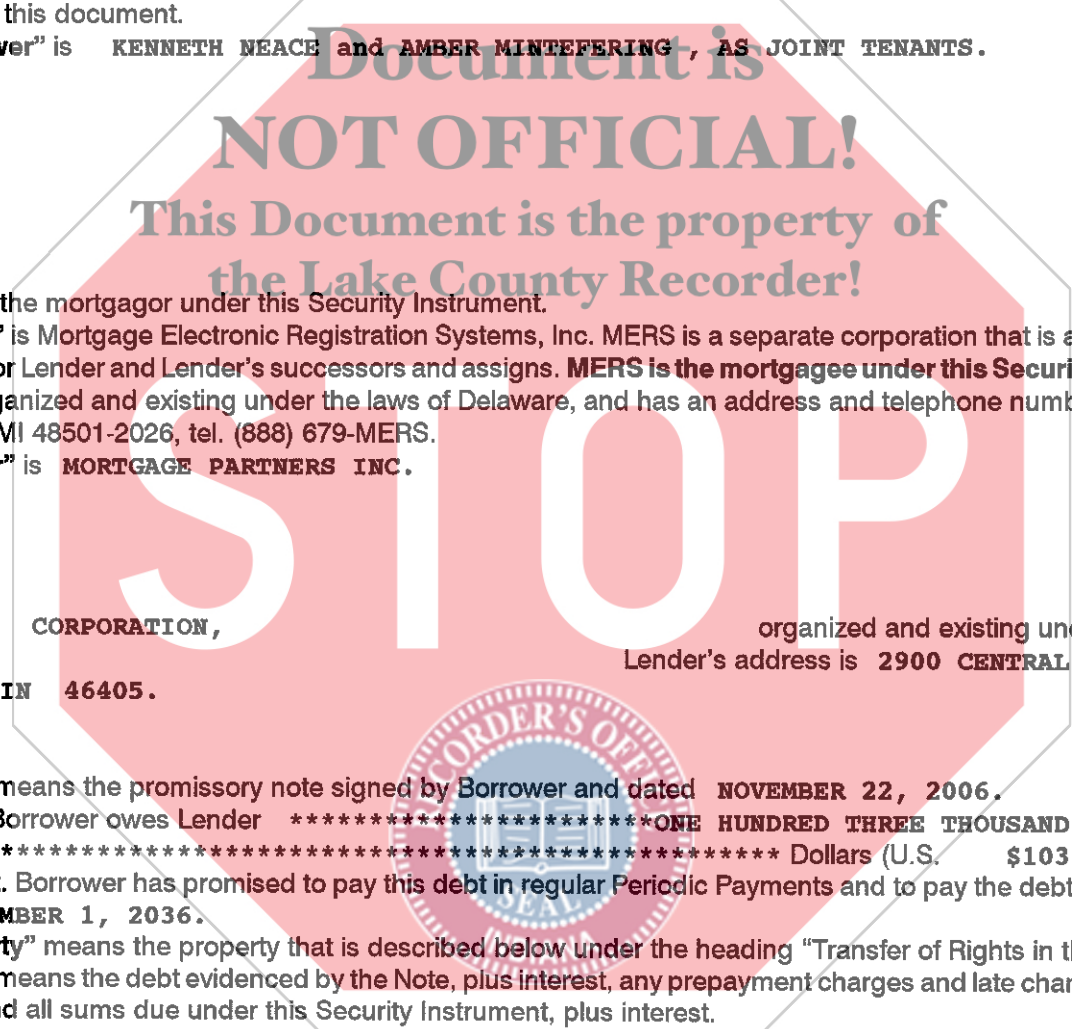 this document.
ver” is KENNETH NEACE and AMBER MINTEFERING , AS JOINT TENANTS.
Document is
NOT OFFICIAL!
This Document is the property of
the Lake County Recorder!
the mortgagor under this Security Instrument.
” is Mortgage Electronic Registration Systems, Inc. MERS is a separate corporation that is a
or Lender and Lender’s successors and assigns. MERS is the mortgagee under this Securi
ganized and existing under the laws of Delaware, and has an address and telephone numb
MI 48501-2026, tel. (888) 679-MERS.
r” is MORTGAGE PARTNERS INC.
STOP
CORPORATION,
organized and existing und
Lender’s address is 2900 CENTRAL
IN 46405.
RECORDER'S OFFICE
means the promissory note signed by Borrower and dated NOVEMBER 22, 2006.
Borrower owes Lender ***********************ONE HUNDRED THREE THOUSAND
************************************************* Dollars (U.S. $103
. Borrower has promised to pay this debt in regular Periodic Payments and to pay the debt
MBER 1, 2036.
SEAL
INDIANA
ty” means the property that is described below under the heading “Transfer of Rights in th
means the debt evidenced by the Note, plus interest, any prepayment charges and late char
d all sums due under this Security Instrument, plus interest.